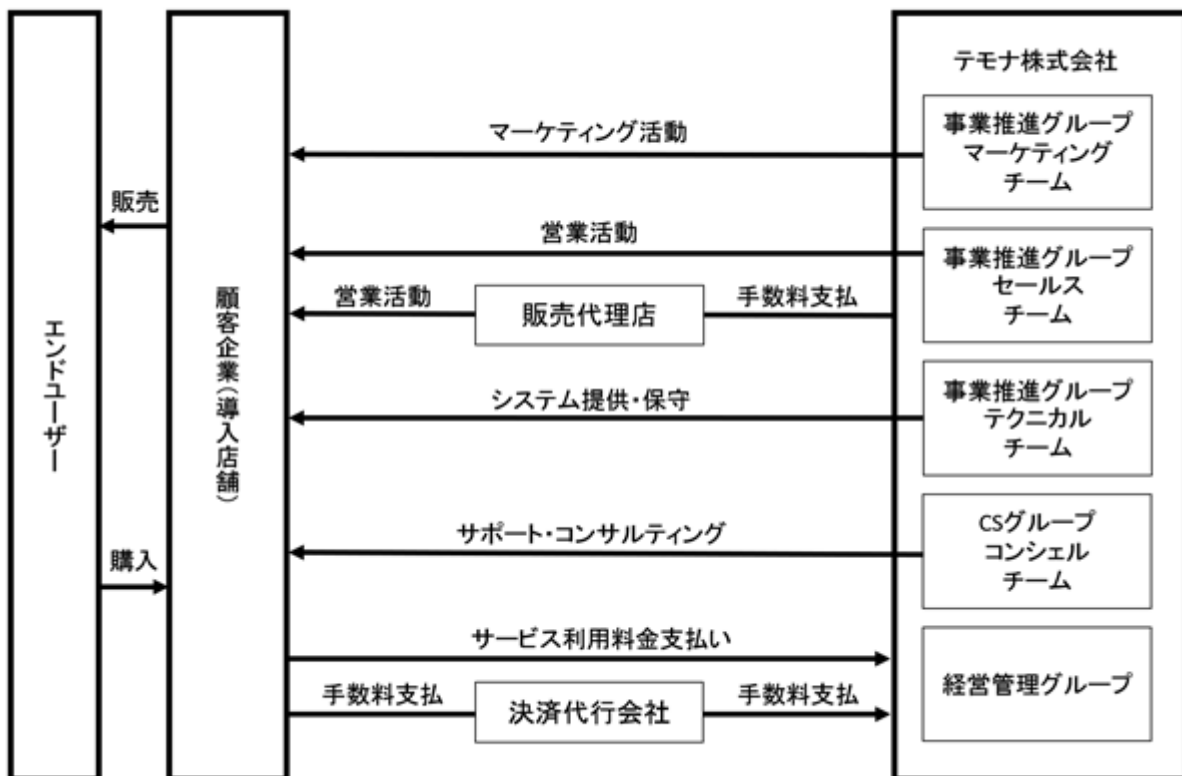 テモナ株式会社
事業推進グループ
マーケティング
チーム
マーケティング活動
販売
営業活動
事業推進グループ
セールス
チーム
営業活動
販売代理店
手数料支払
顧客企業(導入店舗)
エンドユーザー
システム提供・保守
事業推進グループ
テクニカル
チーム
サポート・コンサルティング
CSグループ
コンシェル
チーム
購入
サービス利用料金支払い
経営管理グループ
手数料支払
決済代行会社
手数料支払